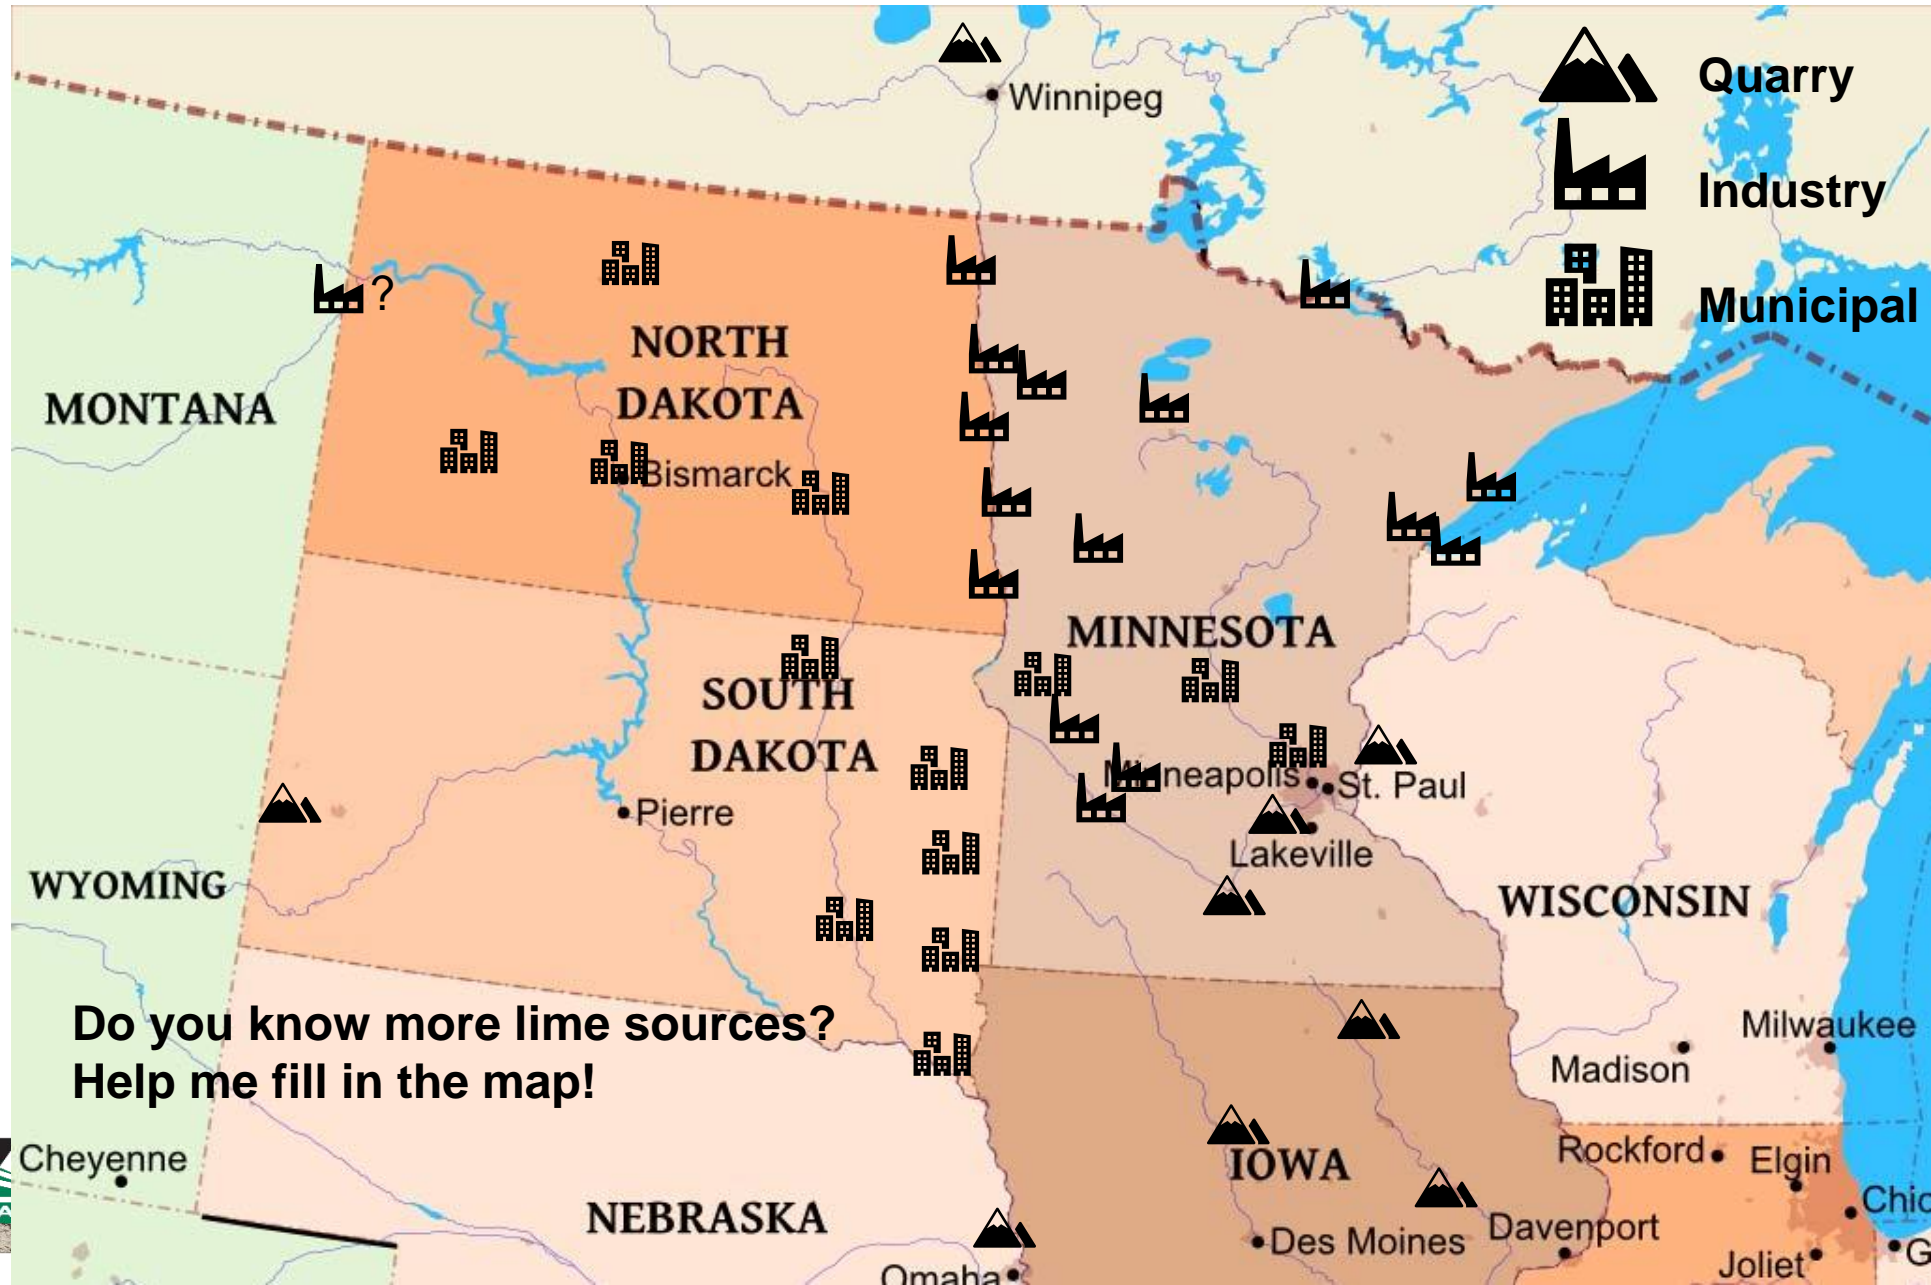 Winnipeg
Quarry
Industry
Municipal
?
NORTH
DAKOTA
MONTANA
Bismarck
MINNESOTA
SOUTH
DAKOTA
Minneapolis
St. Paul
Pierre
Lakeville
WYOMING
WISCONSIN
Do you know more lime sources?
Help me fill in the map!
Milwaukee
Madison
Cheyenne
Rockford
Elgin
IOWA
Chic
NEBRASKA
Des Moines
Davenport
G
Joliet
Omaha